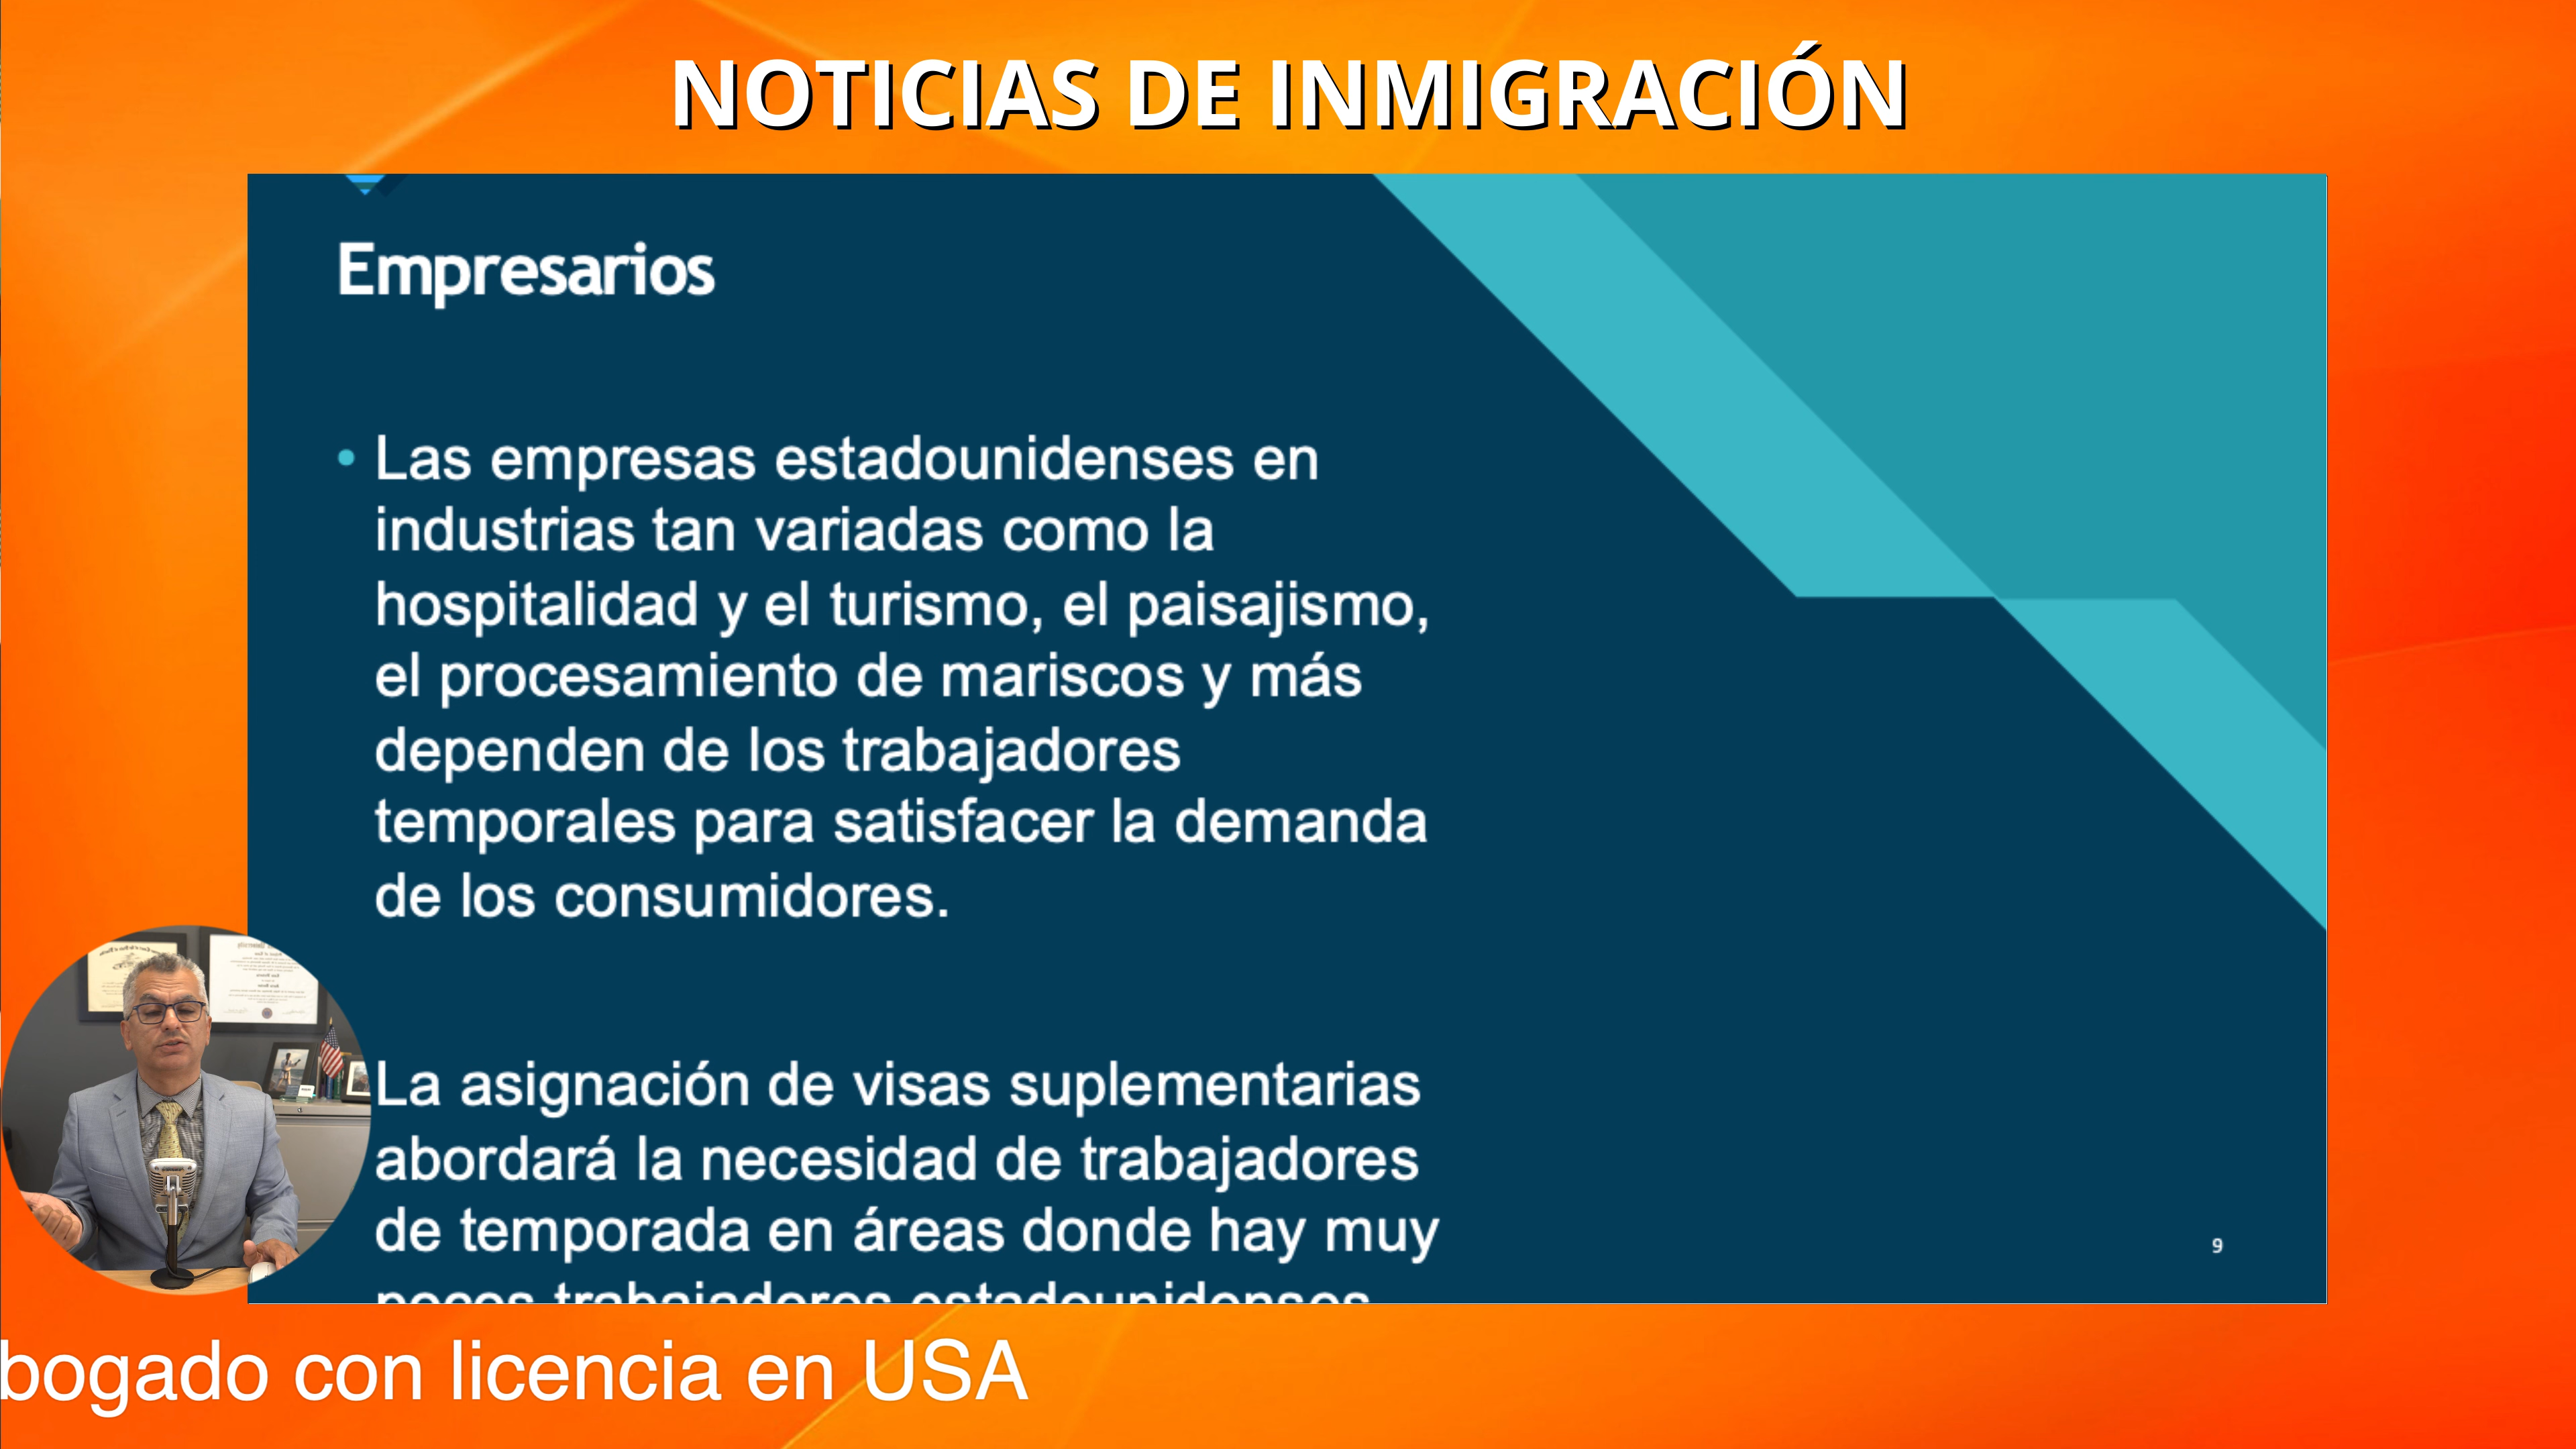 NOTICIAS DE INMIGRACIÓN
Empresarios
• Las empresas estadounidenses en
industrias tan variadas como la
hospitalidad y el turismo, el paisajismo,
el procesamiento de mariscos y más
dependen de los trabajadores
temporales para satisfacer la demanda
de los consumidores.
La asignación de visas suplementarias
abordará la necesidad de trabajadores
de temporada en áreas donde hay muy
pocos trabajadores estadounidenses
9
bogado con licencia en USA